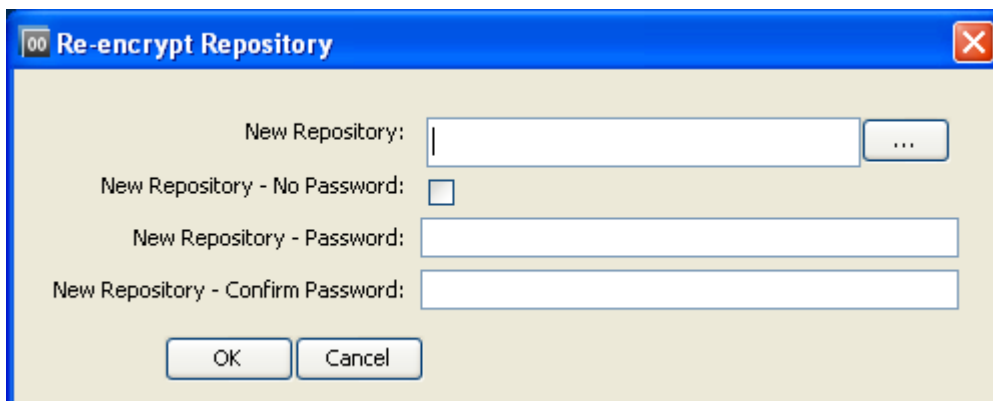 00 Re-encrypt Repository
New Repository:
...
New Repository - No Password:
New Repository - Password:
New Repository - Confirm Password:
OK Cancel